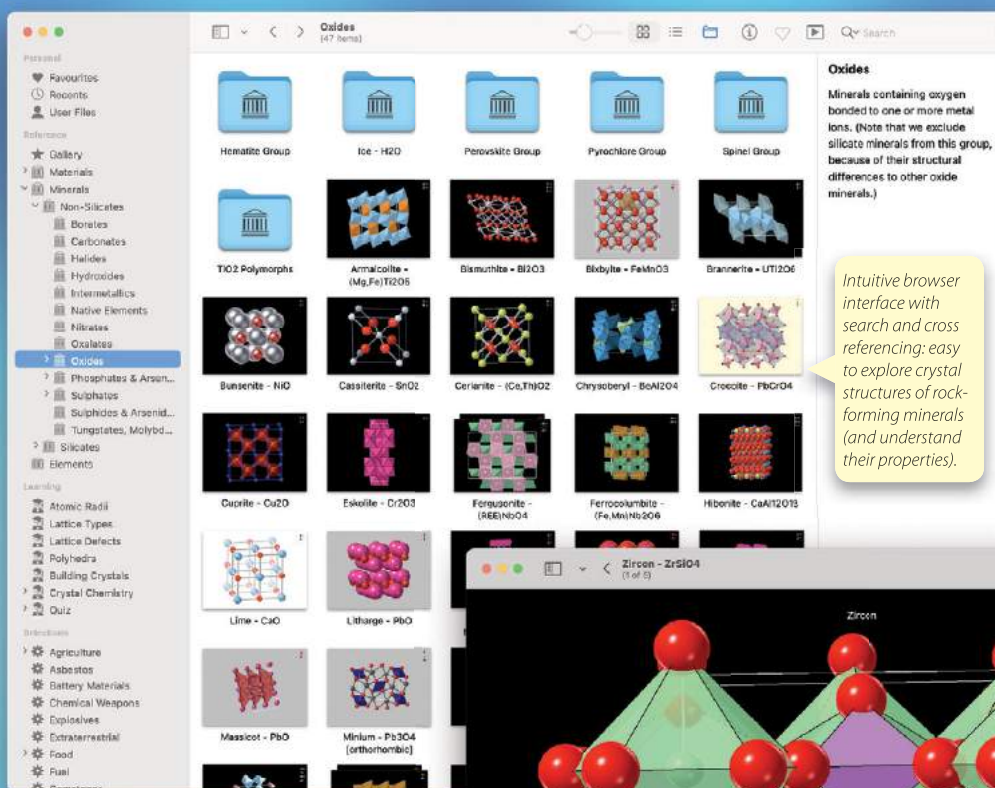 Oxides
(47 items)
Search
Personal
Favourites
Recents
User Files
Reference
Gallery
Materials
Minerals
Non-Silicates
Borates
Carbonates
Halides
Hydroxides
Intermetallics
Native Elements
Nitrates
Oxalates
Oxides
Phosphates & Arsen...
Sulphates
Sulphides & Arsenid...
Tungstates, Molybd...
Silicates
Elements
Learning
Atomic Radii
Lattice Types
Lattice Defects
Polyhedra
Building Crystals
Crystal Chemistry
Quiz
Selections
Agriculture
Asbestos
Battery Materials
Chemical Weapons
Explosives
Extraterrestrial
Food
Fuel
Gemstones
Hematite Group
Ice - H2O
Perovskite Group
Pyrochlore Group
Spinel Group
TiO2 Polymorphs
Armalcolite -
(Mg,Fe)Ti2O5
Bismuthite - Bi2O3
Bixbyite - FeMnO3
Brannerite - UTi2O6
Bunsenite - NiO
Cassiterite - SnO2
Cerianite - (Ce,Th)O2
Chrysoberyl - BeAl2O4
Crocoite - PbCrO4
Cuprite - Cu2O
Eskolite - Cr2O3
Fergusonite -
(REE)NbO4
Ferrocolumbite -
(Fe,Mn)Nb2O6
Hibonite - CaAl12O19
Lime - CaO
Litharge - PbO
Massicot - PbO
Minium - Pb3O4
(orthorhombic)
Oxides
Minerals containing oxygen
bonded to one or more metal
ions. (Note that we exclude
silicate minerals from this group,
because of their structural
differences to other oxide
minerals.)
Intuitive browser
interface with
search and cross
referencing: easy
to explore crystal
structures of rock-
forming minerals
(and understand
their properties).
Zircon - ZrSiO4
(1 of 5)
Zircon